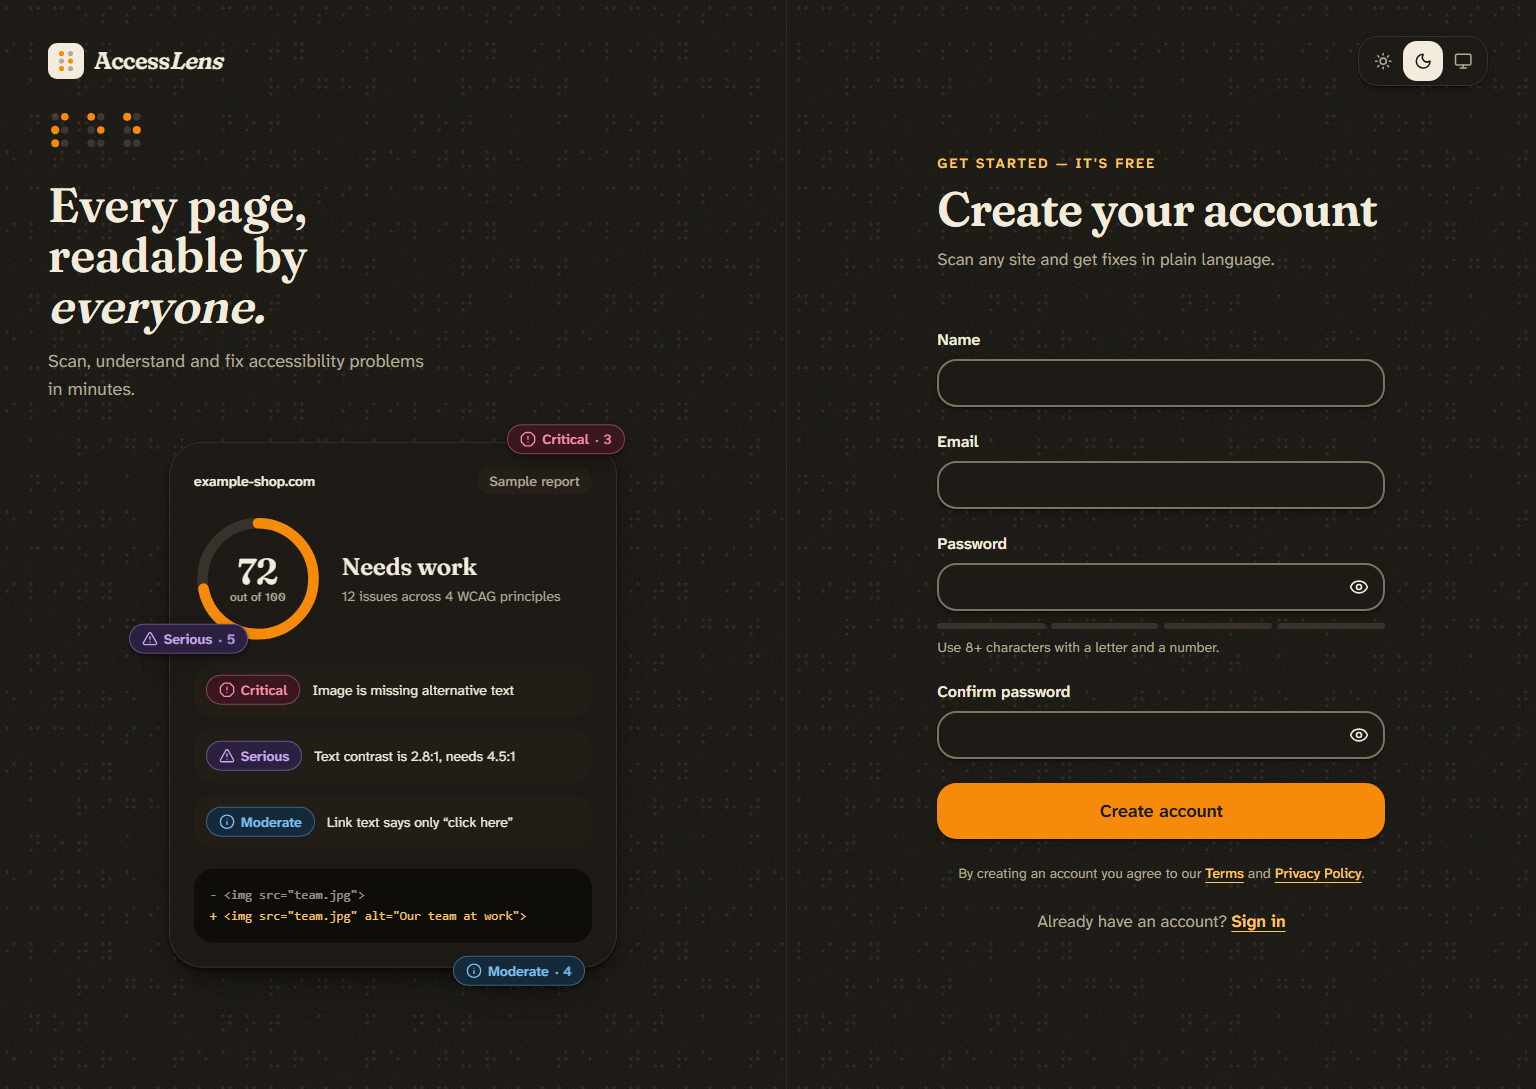 AccessLens
Every page,
readable by
everyone.
Scan, understand and fix accessibility problems
in minutes.
Critical · 3
example-shop.com
Sample report
72
out of 100
Needs work
12 issues across 4 WCAG principles
Serious · 5
Critical Image is missing alternative text
Serious Text contrast is 2.8:1, needs 4.5:1
Moderate Link text says only “click here”
- <img src="team.jpg">
+ <img src="team.jpg" alt="Our team at work">
Moderate · 4
GET STARTED — IT'S FREE
Create your account
Scan any site and get fixes in plain language.
Name
Email
Password
Use 8+ characters with a letter and a number.
Confirm password
Create account
By creating an account you agree to our Terms and Privacy Policy.
Already have an account? Sign in